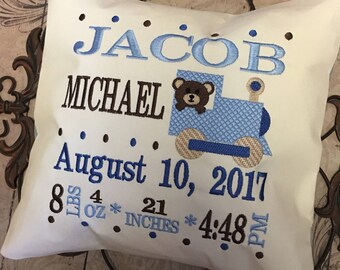 JACOB
MICHAEL
August 10, 2017
8 LBS 4 OZ * 21 INCHES * 4:48 PM